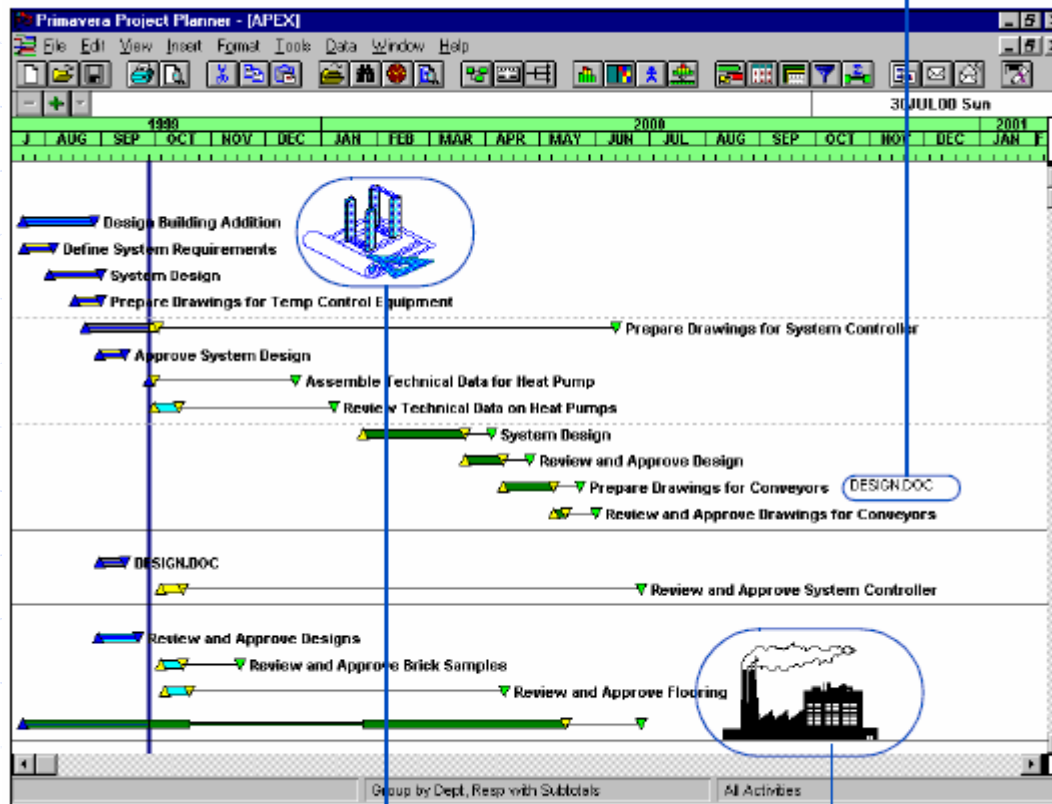 Primavera Project Planner - [APEX]
File Edit View Insert Format Tools Data Window Help
30JUL00 Sun
1999 2000 2001
J AUG SEP OCT NOV DEC JAN FEB MAR APR MAY JUN JUL AUG SEP OCT NOV DEC JAN F
Design Building Addition
Define System Requirements
System Design
Prepare Drawings for Temp Control Equipment
Prepare Drawings for System Controller
Approve System Design
Assemble Technical Data for Heat Pump
Review Technical Data on Heat Pumps
System Design
Review and Approve Design
Prepare Drawings for Conveyors DESIGN.DOC
Review and Approve Drawings for Conveyors
DESIGN.DOC
Review and Approve System Controller
Review and Approve Designs
Review and Approve Brick Samples
Review and Approve Flooring
Group by Dept, Resp with Subtotals All Activities